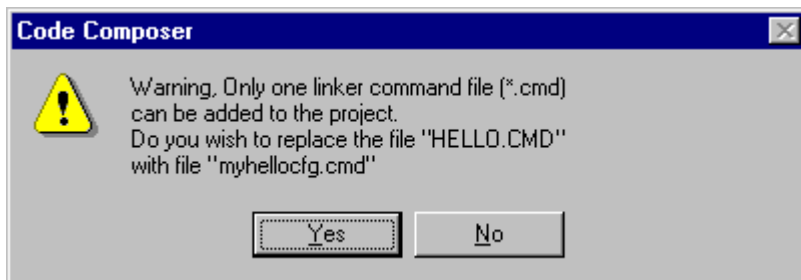 Code Composer
Warning, Only one linker command file (*.cmd)
can be added to the project.
Do you wish to replace the file "HELLO.CMD"
with file "myhellocfg.cmd"
Yes
No